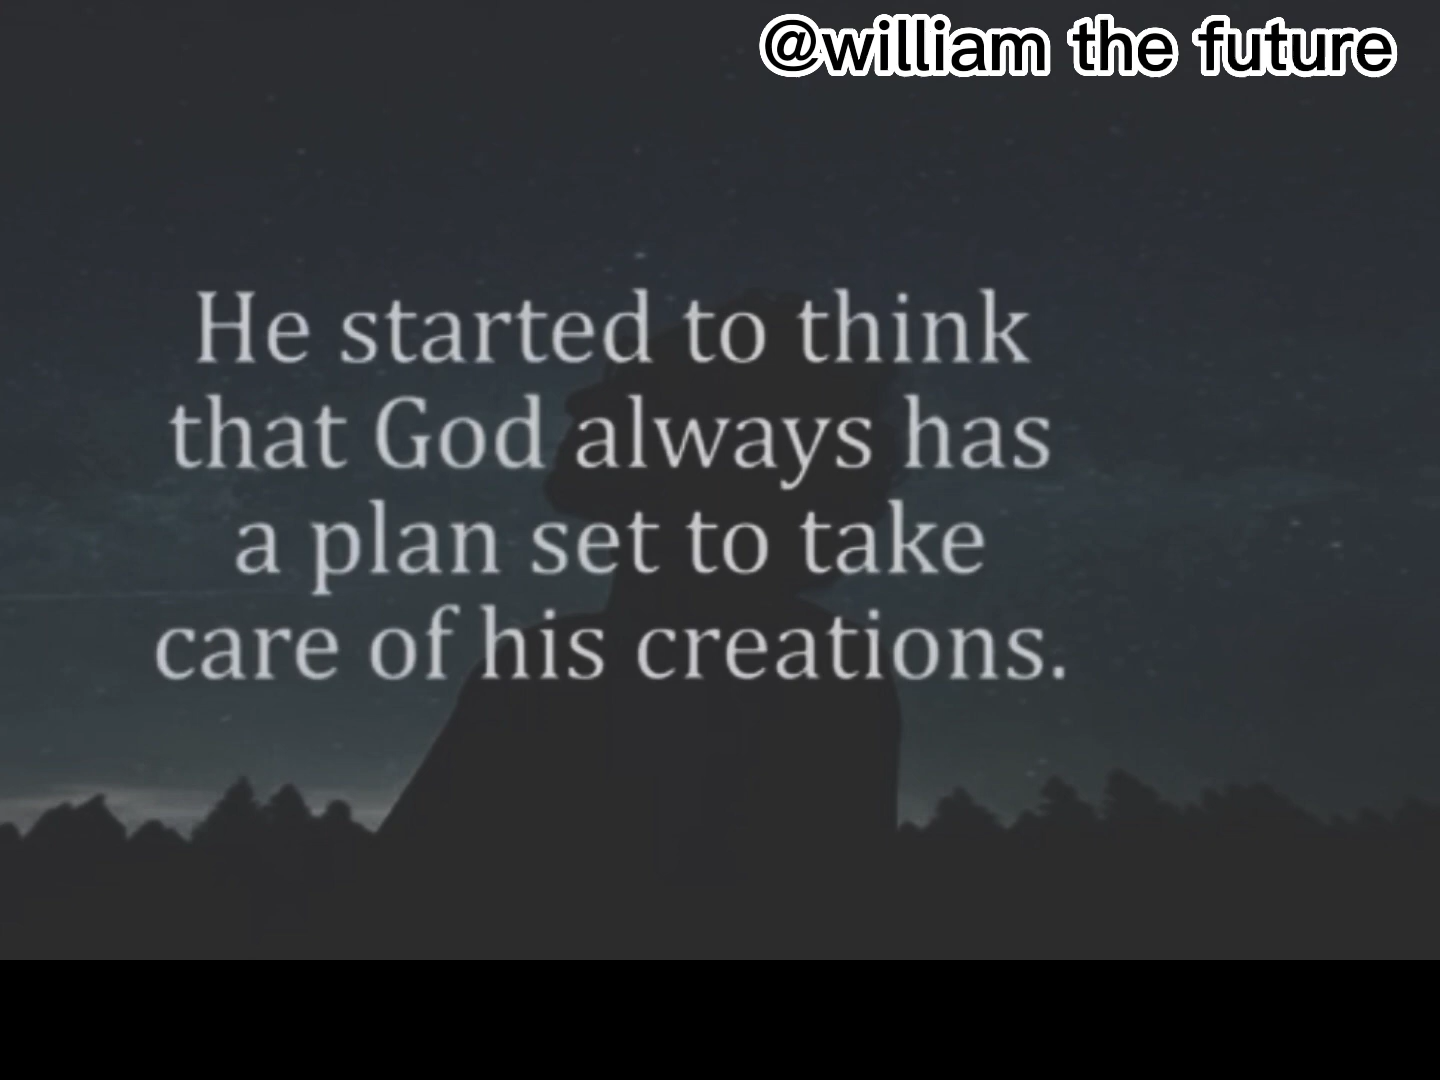 @william the future
He started to think
that God always has
a plan set to take
care of his creations.